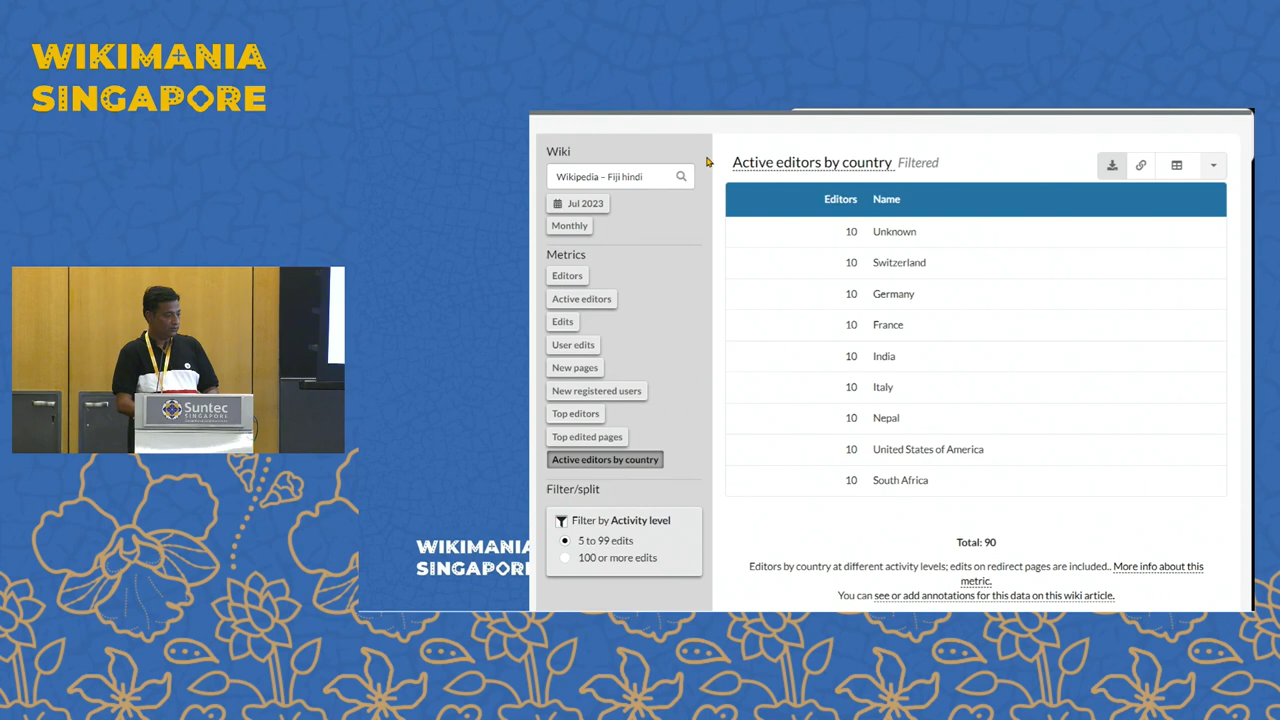 WIKIMANIA
SINGAPORE
Suntec
SINGAPORE
WIKIMANIA
SINGAPOR
Wiki
Wikipedia – Fiji hindi
Jul 2023
Monthly
Metrics
Editors
Active editors
Edits
User edits
New pages
New registered users
Top editors
Top edited pages
Active editors by country
Filter/split
Filter by Activity level
5 to 99 edits
100 or more edits
Active editors by country Filtered
Editors Name
10 Unknown
10 Switzerland
10 Germany
10 France
10 India
10 Italy
10 Nepal
10 United States of America
10 South Africa
Total: 90
Editors by country at different activity levels; edits on redirect pages are included.. More info about this
metric.
You can see or add annotations for this data on this wiki article.